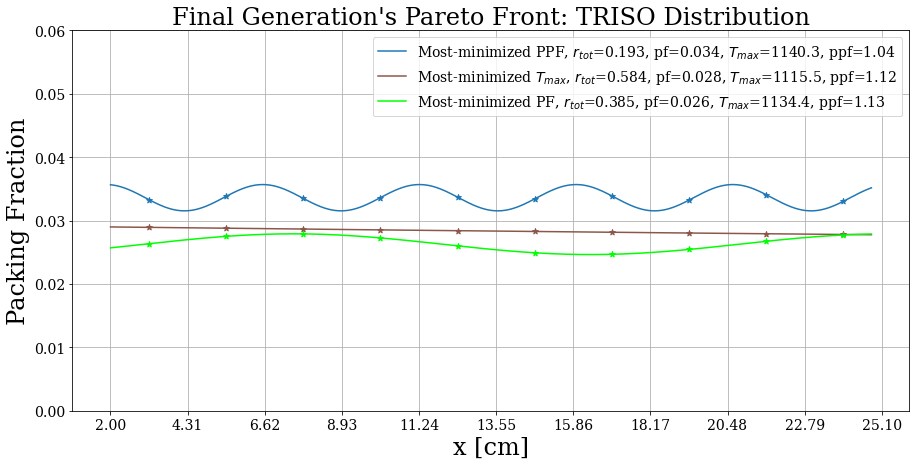 Final Generation's Pareto Front: TRISO Distribution
Most-minimized PPF, r_tot=0.193, pf=0.034, T_max=1140.3, ppf=1.04
Most-minimized T_max, r_tot=0.584, pf=0.028, T_max=1115.5, ppf=1.12
Most-minimized PF, r_tot=0.385, pf=0.026, T_max=1134.4, ppf=1.13
Packing Fraction
0.06
0.05
0.04
0.03
0.02
0.01
0.00
2.00 4.31 6.62 8.93 11.24 13.55 15.86 18.17 20.48 22.79 25.10
x [cm]